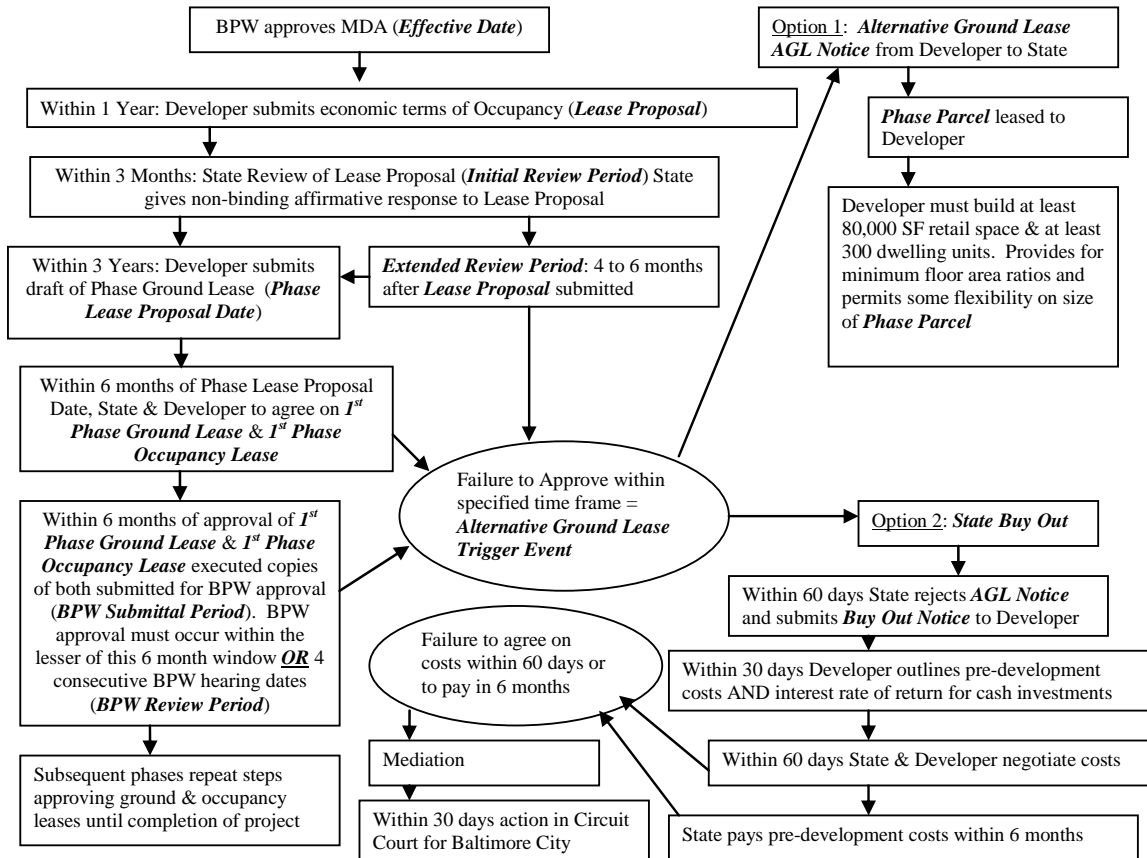 BPW approves MDA (Effective Date)
Within 1 Year: Developer submits economic terms of Occupancy (Lease Proposal)
Within 3 Months: State Review of Lease Proposal (Initial Review Period) State
gives non-binding affirmative response to Lease Proposal
Within 3 Years: Developer submits
draft of Phase Ground Lease (Phase
Lease Proposal Date)
Extended Review Period: 4 to 6 months
after Lease Proposal submitted
Within 6 months of Phase Lease Proposal
Date, State & Developer to agree on 1st
Phase Ground Lease & 1st Phase
Occupancy Lease
Within 6 months of approval of 1st
Phase Ground Lease & 1st Phase
Occupancy Lease executed copies
of both submitted for BPW approval
(BPW Submittal Period). BPW
approval must occur within the
lesser of this 6 month window OR 4
consecutive BPW hearing dates
(BPW Review Period)
Subsequent phases repeat steps
approving ground & occupancy
leases until completion of project
Failure to Approve within
specified time frame =
Alternative Ground Lease
Trigger Event
Option 1: Alternative Ground Lease
AGL Notice from Developer to State
Phase Parcel leased to
Developer
Developer must build at least
80,000 SF retail space & at least
300 dwelling units. Provides for
minimum floor area ratios and
permits some flexibility on size
of Phase Parcel
Option 2: State Buy Out
Within 60 days State rejects AGL Notice
and submits Buy Out Notice to Developer
Within 30 days Developer outlines pre-development
costs AND interest rate of return for cash investments
Within 60 days State & Developer negotiate costs
State pays pre-development costs within 6 months
Failure to agree on
costs within 60 days or
to pay in 6 months
Mediation
Within 30 days action in Circuit
Court for Baltimore City